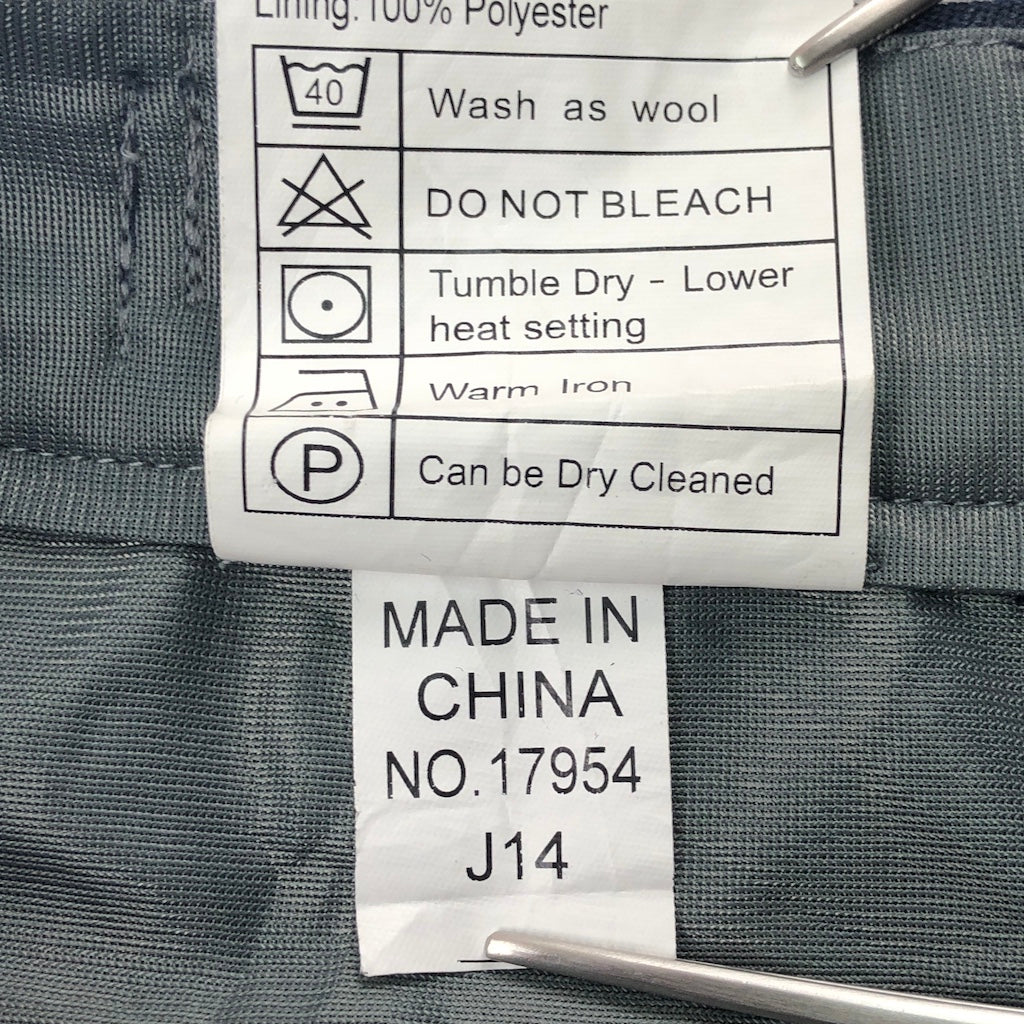 Lining: 100% Polyester
40
Wash as wool
DO NOT BLEACH
Tumble Dry - Lower
heat setting
Warm Iron
P
Can be Dry Cleaned
MADE IN
CHINA
NO.17954
J14